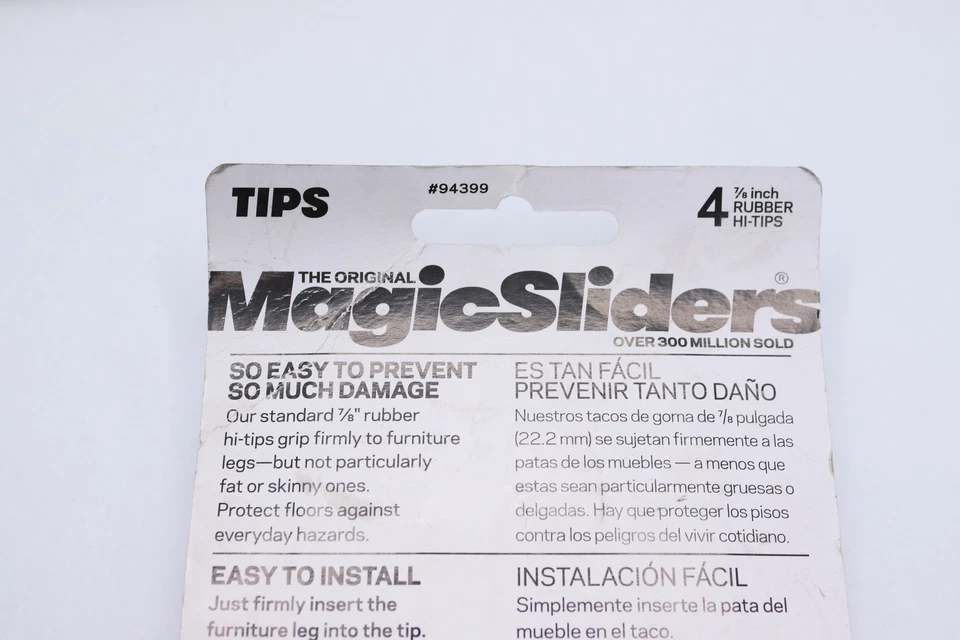 TIPS
#94399
4 ⅞ inch
RUBBER
HI-TIPS
THE ORIGINAL
MagicSliders®
OVER 300 MILLION SOLD
SO EASY TO PREVENT
SO MUCH DAMAGE
Our standard ⅞" rubber
hi-tips grip firmly to furniture
legs—but not particularly
fat or skinny ones.
Protect floors against
everyday hazards.
ES TAN FÁCIL
PREVENIR TANTO DAÑO
Nuestros tacos de goma de ⅞ pulgada
(22.2 mm) se sujetan firmemente a las
patas de los muebles — a menos que
estas sean particularmente gruesas o
delgadas. Hay que proteger los pisos
contra los peligros del vivir cotidiano.
EASY TO INSTALL
Just firmly insert the
furniture leg into the tip.
INSTALACIÓN FÁCIL
Simplemente inserte la pata del
mueble en el taco.